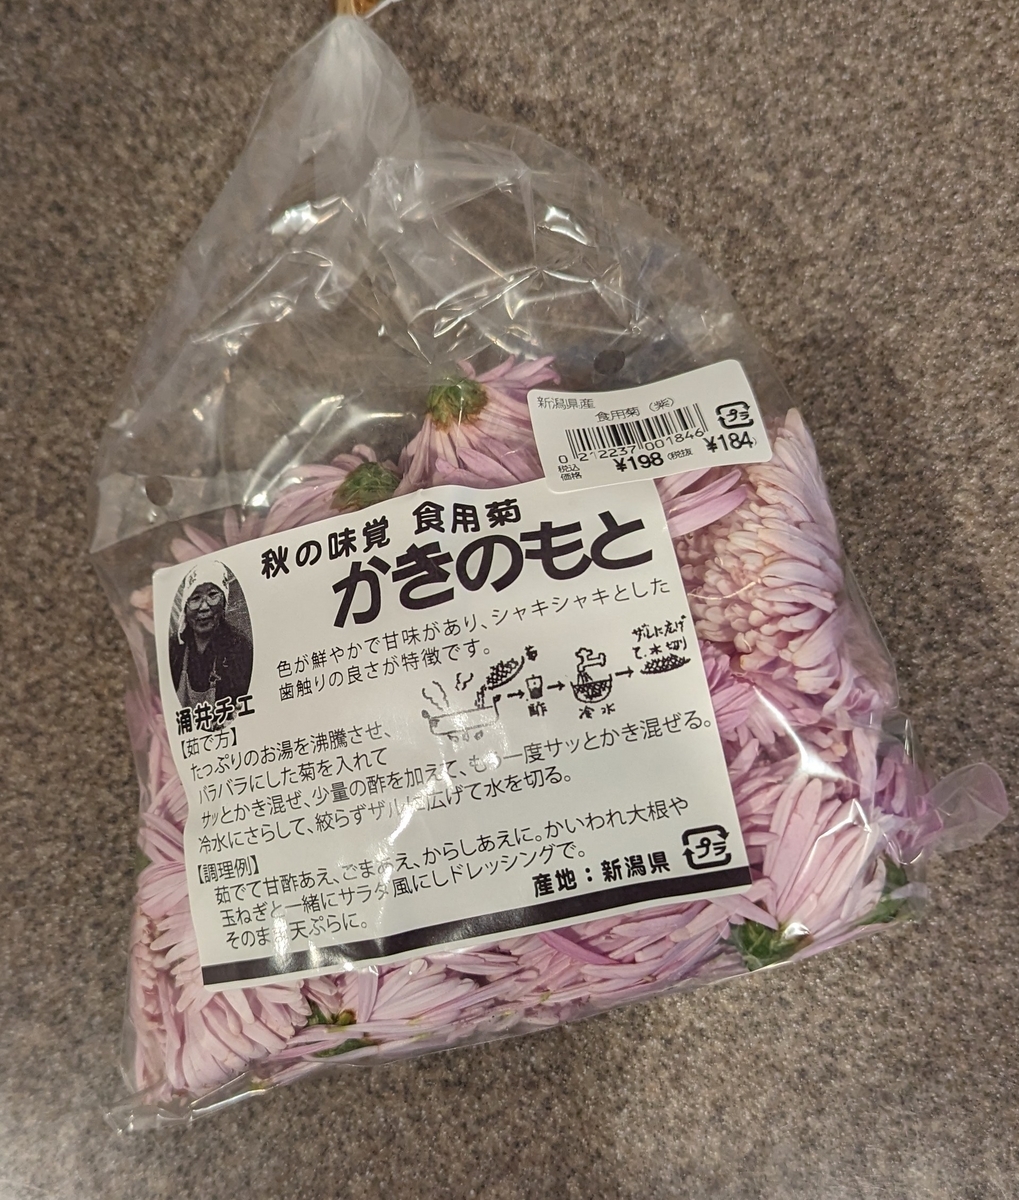 新潟県産
食用菊 (紫)
プラ
0 212237 001846
税込
価格
¥198 (税抜 ¥184)
秋の味覚 食用菊
かきのもと
色が鮮やかで甘味があり、シャキシャキとした
歯触りの良さが特徴です。
ザルに広げ
て、水切り
菊
酢
冷水
涌井チエ
【茹で方】
たっぷりのお湯を沸騰させ、
バラバラにした菊を入れて
サッとかき混ぜ、少量の酢を加えて、もう一度サッとかき混ぜる。
冷水にさらして、絞らずザルに広げて水を切る。
【調理例】
茹でて甘酢あえ、ごまあえ、からしあえに。かいわれ大根や
玉ねぎと一緒にサラダ風にしドレッシングで。
そのまま天ぷらに。
産地：新潟県
プラ